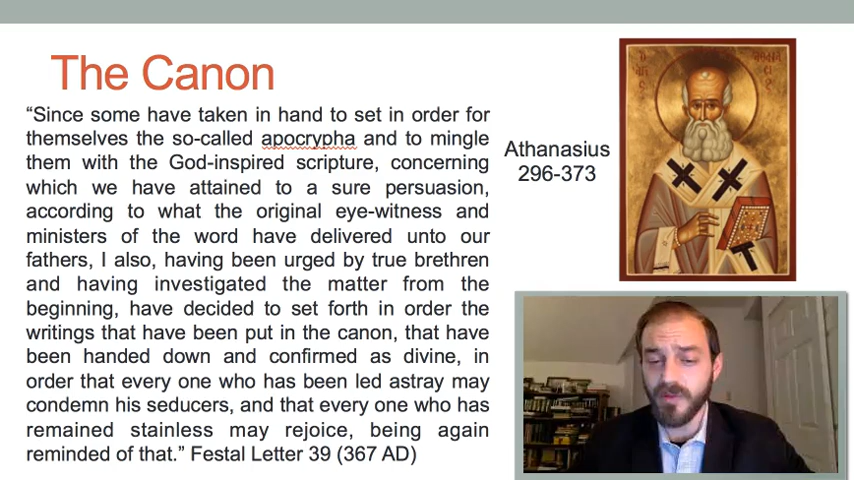 The Canon
“Since some have taken in hand to set in order for
themselves the so-called apocrypha and to mingle
them with the God-inspired scripture, concerning
which we have attained to a sure persuasion,
according to what the original eye-witness and
ministers of the word have delivered unto our
fathers, I also, having been urged by true brethren
and having investigated the matter from the
beginning, have decided to set forth in order the
writings that have been put in the canon, that have
been handed down and confirmed as divine, in
order that every one who has been led astray may
condemn his seducers, and that every one who has
remained stainless may rejoice, being again
reminded of that.” Festal Letter 39 (367 AD)
Athanasius
296-373